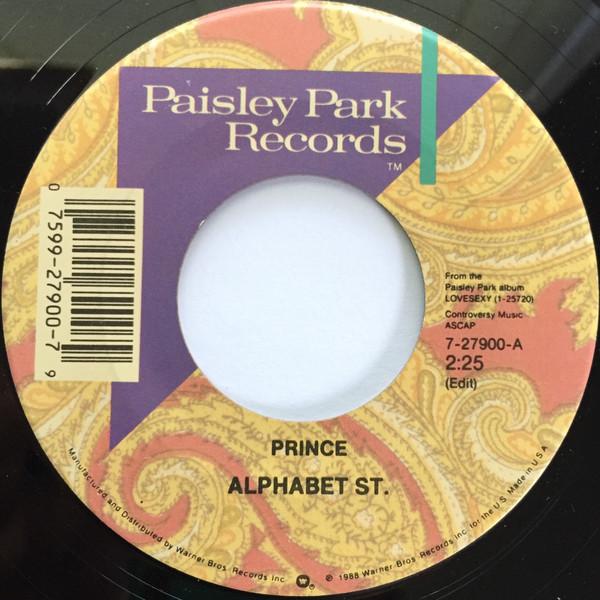 Paisley Park
Records
TM
0 7599-27900-7 9
From the
Paisley Park album
LOVESEXY (1-25720)
Controversy Music
ASCAP
7-27900-A
2:25
(Edit)
PRINCE
ALPHABET ST.
Manufactured and Distributed by Warner Bros. Records Inc. W ℗ 1988 Warner Bros. Records Inc. for the U.S. Made in U.S.A.